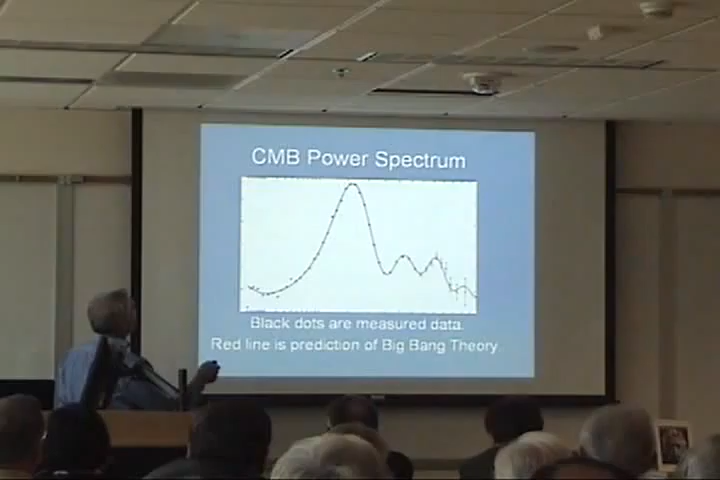 CMB Power Spectrum
Black dots are measured data.
Red line is prediction of Big Bang Theory.